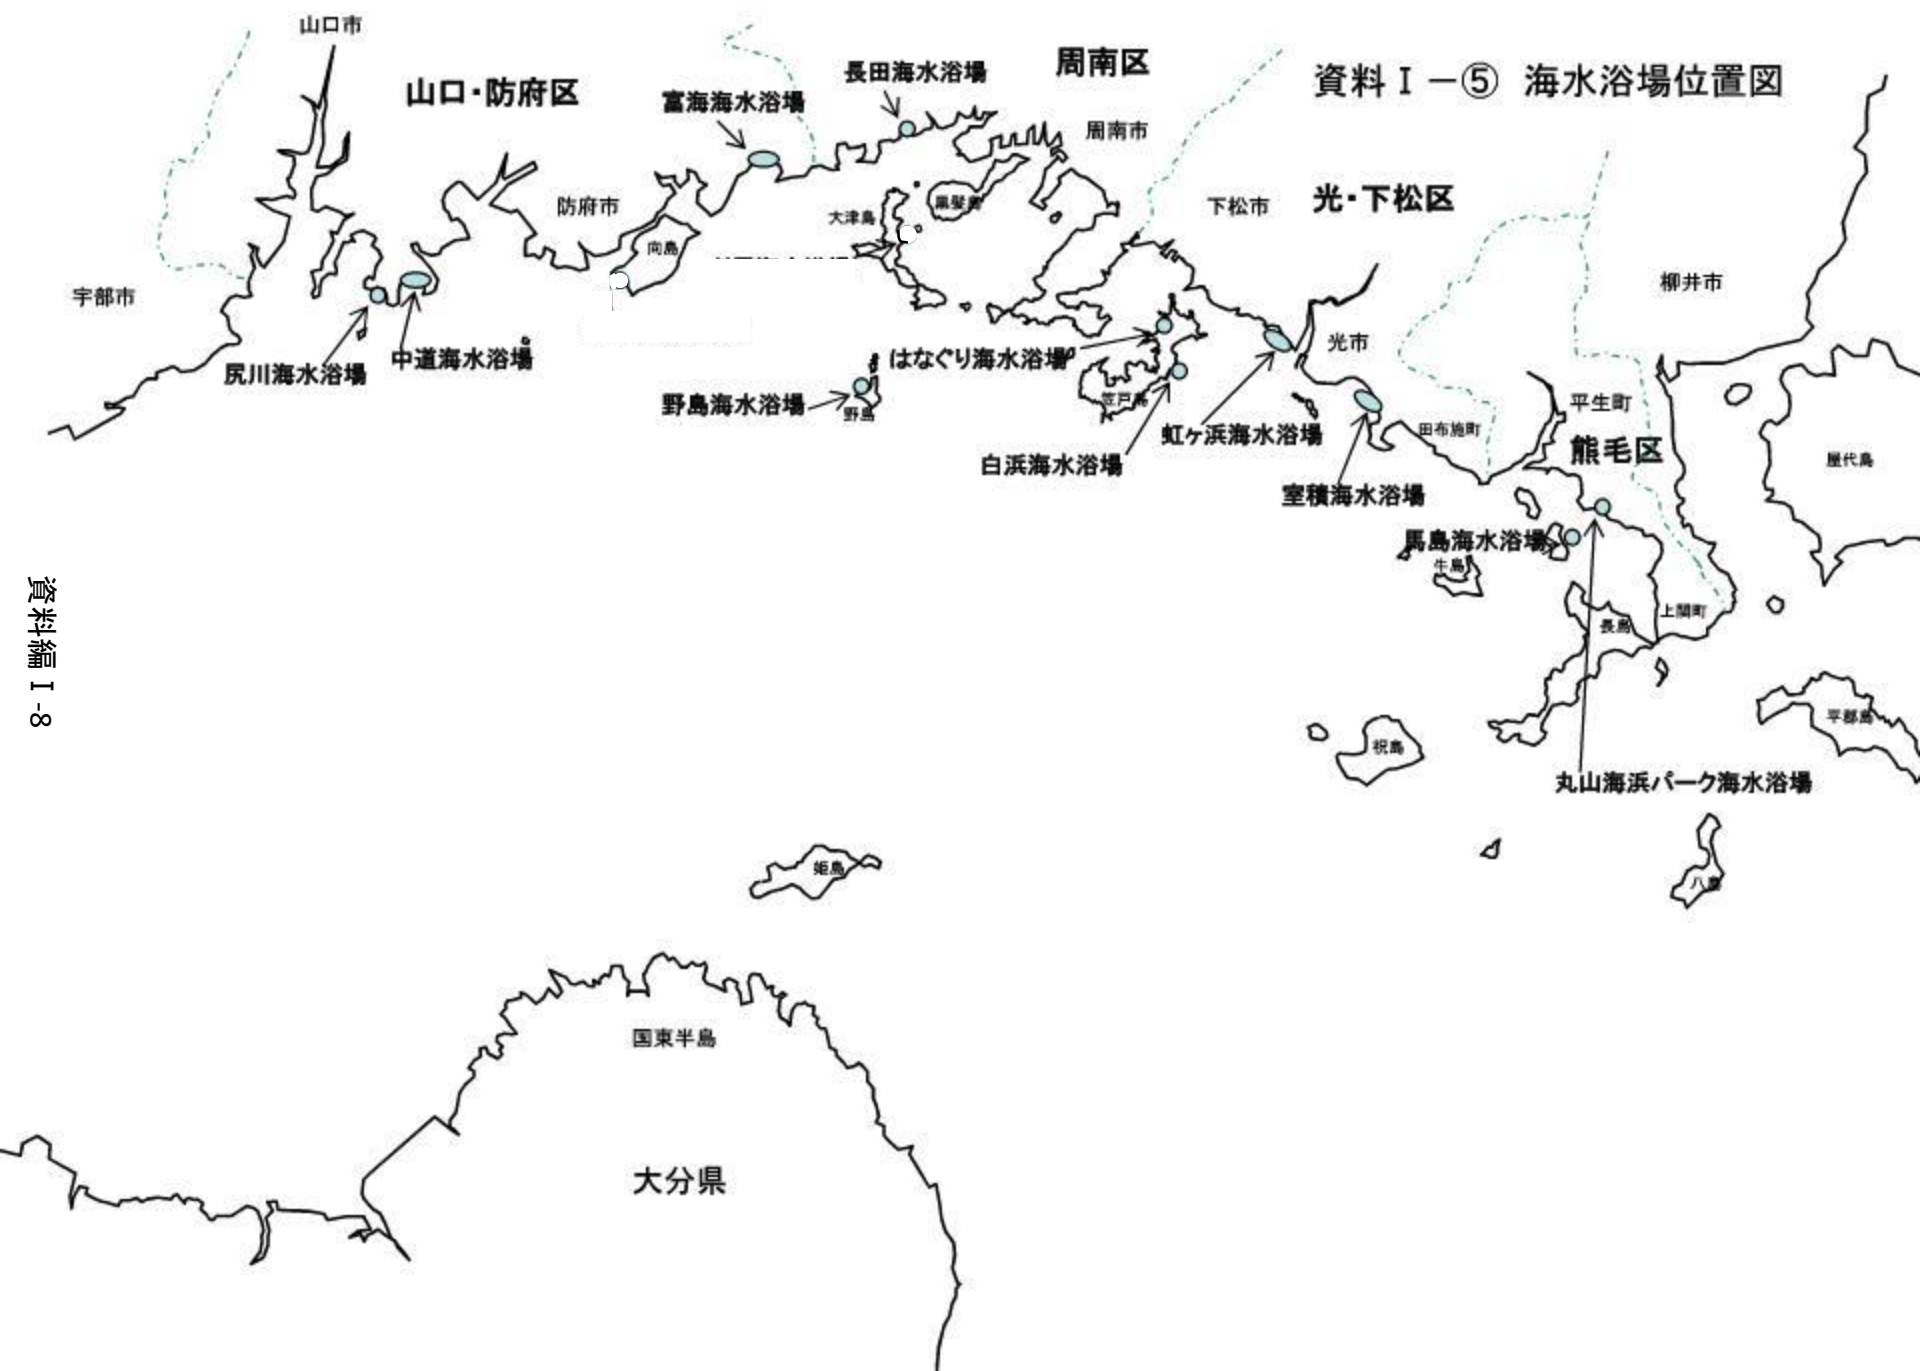 山口市
山口・防府区
富海海水浴場
長田海水浴場
周南区
資料Ⅰ－⑤ 海水浴場位置図
周南市
防府市
大津島
黒髪島
下松市
光・下松区
向島
宇部市
柳井市
尻川海水浴場
中道海水浴場
はなぐり海水浴場
光市
野島海水浴場
野島
笠戸島
虹ヶ浜海水浴場
白浜海水浴場
室積海水浴場
田布施町
平生町
熊毛区
屋代島
馬島海水浴場
牛島
上関町
長島
祝島
平郡島
丸山海浜パーク海水浴場
八島
姫島
国東半島
大分県
資料編Ⅰ-8